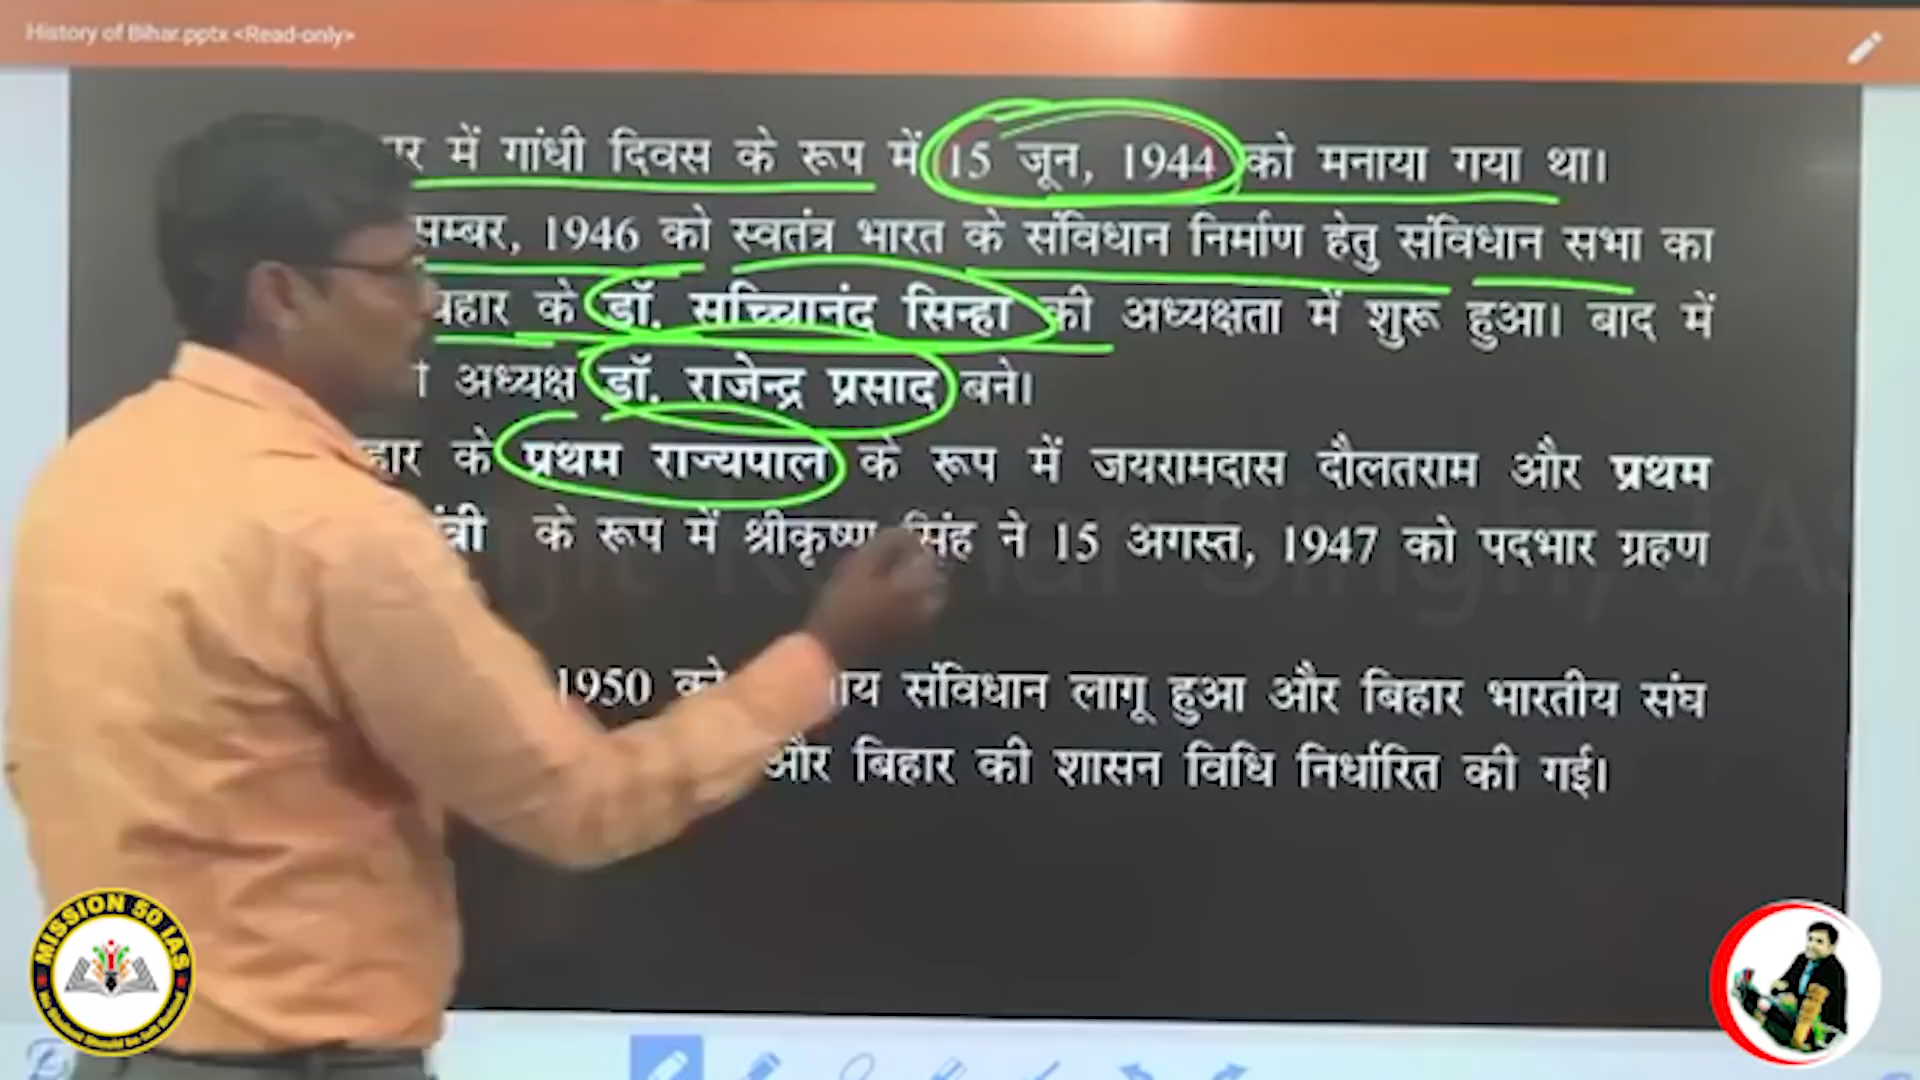 History of Bihar.pptx <Read-only>
में गांधी दिवस के रूप में 15 जून, 1944 को मनाया गया था।
1946 को स्वतंत्र भारत के संविधान निर्माण हेतु संविधान सभा का
के डॉ. सच्चिानंद सिन्हा की अध्यक्षता में शुरू हुआ। बाद में
अध्यक्ष डॉ. राजेन्द्र प्रसाद बने।
के प्रथम राज्यपाल के रूप में जयरामदास दौलतराम और प्रथम
के रूप में श्रीकृष्ण सिंह ने 15 अगस्त, 1947 को पदभार ग्रहण
1950 को संविधान लागू हुआ और बिहार भारतीय संघ
और बिहार की शासन विधि निर्धारित की गई।
MISSION 50 IAS